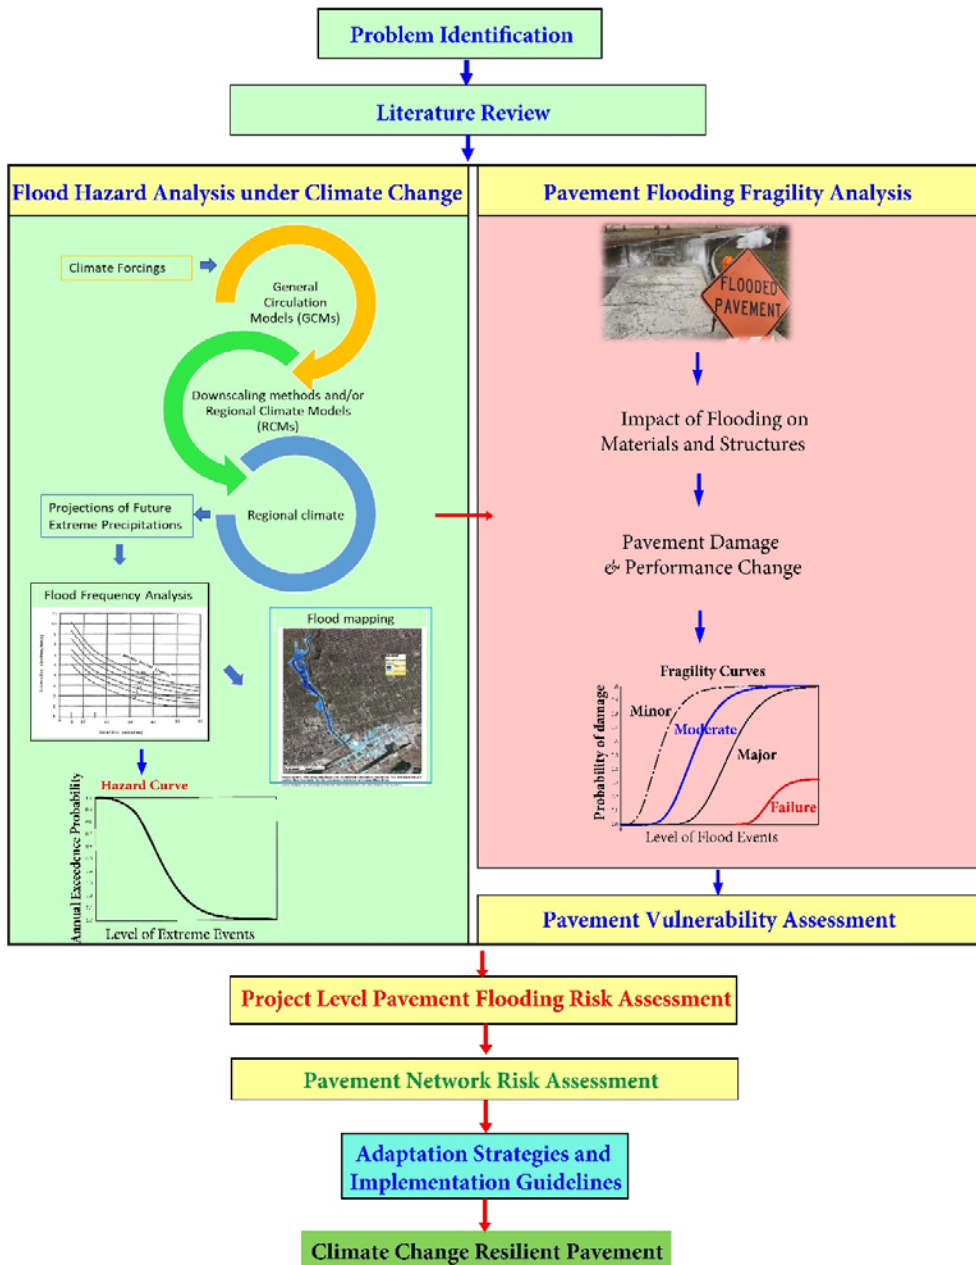 Problem Identification
Literature Review
Flood Hazard Analysis under Climate Change
Climate Forcings
General
Circulation
Models (GCMs)
Downscaling methods and/or
Regional Climate Models
(RCMs)
Regional climate
Projections of Future
Extreme Precipitations
Flood Frequency Analysis
Flood mapping
Hazard Curve
Annual Exceedence Probability
Level of Extreme Events
Pavement Flooding Fragility Analysis
FLOODED
PAVEMENT
Impact of Flooding on
Materials and Structures
Pavement Damage
& Performance Change
Fragility Curves
Probability of damage
Minor
Moderate
Major
Failure
Level of Flood Events
Pavement Vulnerability Assessment
Project Level Pavement Flooding Risk Assessment
Pavement Network Risk Assessment
Adaptation Strategies and
Implementation Guidelines
Climate Change Resilient Pavement